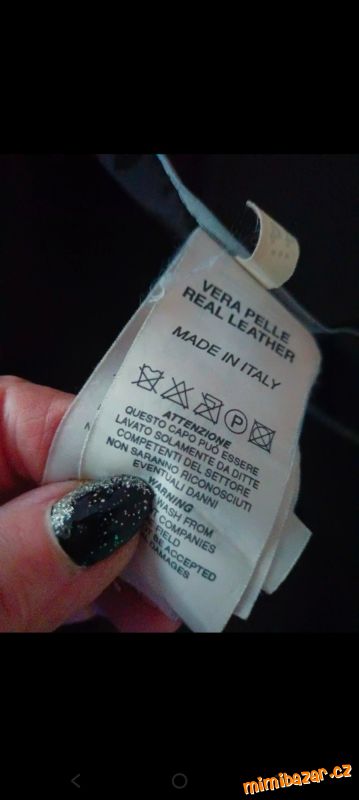 VERA PELLE
REAL LEATHER
MADE IN ITALY
P
ATTENZIONE
QUESTO CAPO PUÒ ESSERE
LAVATO SOLAMENTE DA DITTE
COMPETENTI DEL SETTORE
NON SARANNO RICONOSCIUTI
EVENTUALI DANNI
WARNING
WASH FROM
COMPANIES
FIELD
BE ACCEPTED
DAMAGES
mimibazar.cz